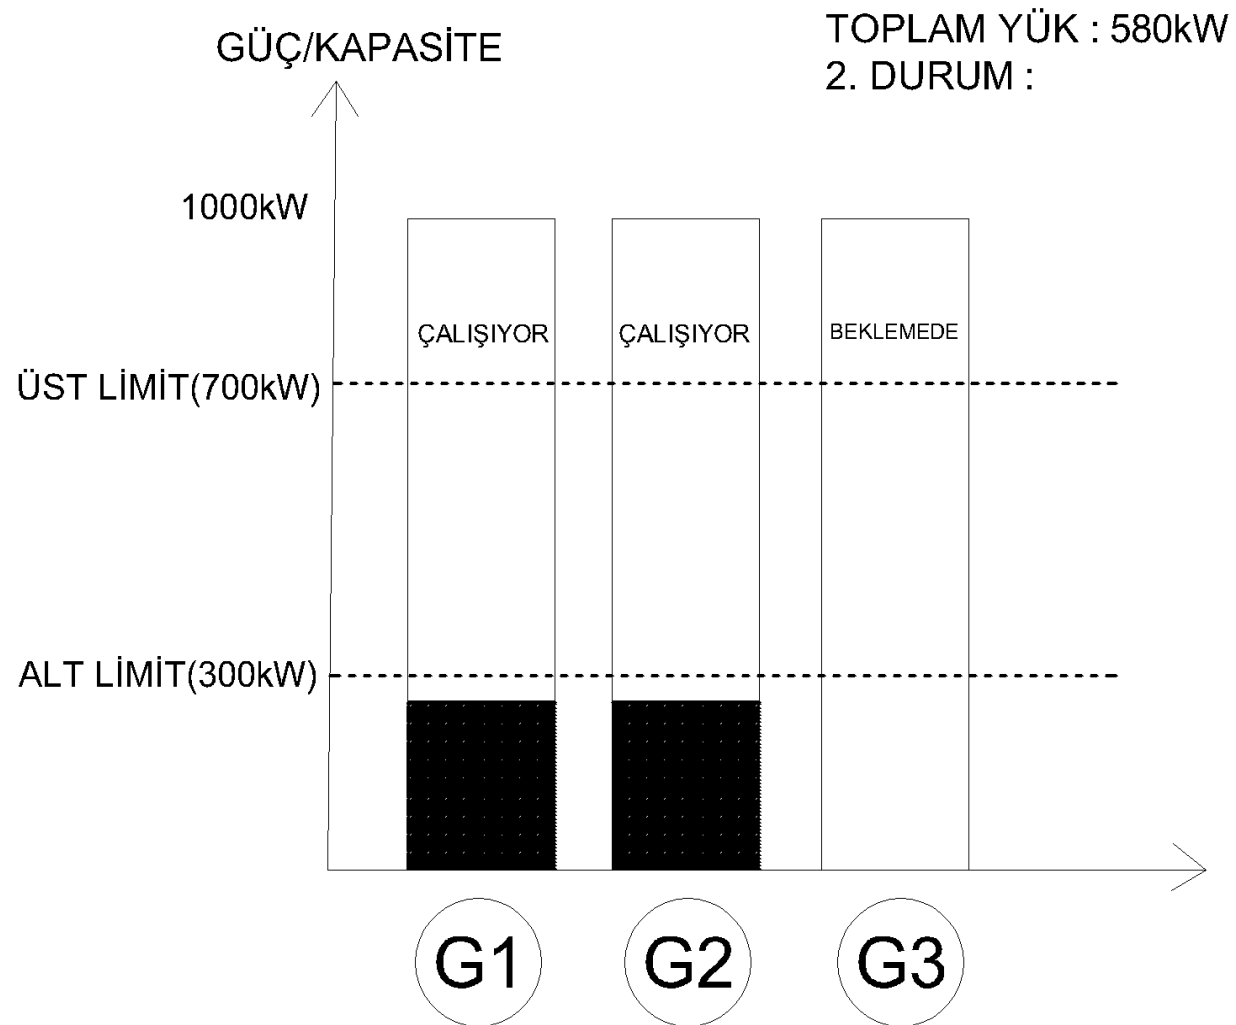 GÜÇ/KAPASİTE
TOPLAM YÜK : 580kW
2. DURUM :
1000kW
ÇALIŞIYOR
ÇALIŞIYOR
BEKLEMEDE
ÜST LİMİT(700kW)
ALT LİMİT(300kW)
G1
G2
G3